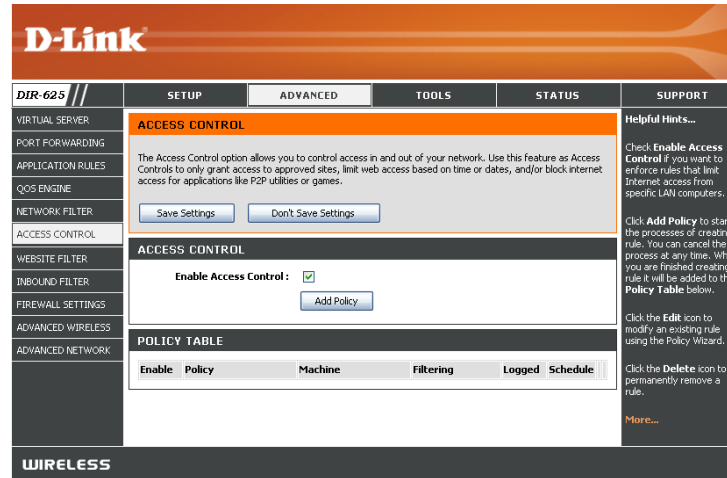 D-Link
DIR-625
SETUP
ADVANCED
TOOLS
STATUS
SUPPORT
VIRTUAL SERVER
PORT FORWARDING
APPLICATION RULES
QOS ENGINE
NETWORK FILTER
ACCESS CONTROL
WEBSITE FILTER
INBOUND FILTER
FIREWALL SETTINGS
ADVANCED WIRELESS
ADVANCED NETWORK
ACCESS CONTROL
The Access Control option allows you to control access in and out of your network. Use this feature as Access
Controls to only grant access to approved sites, limit web access based on time or dates, and/or block internet
access for applications like P2P utilities or games.
Save Settings
Don't Save Settings
ACCESS CONTROL
Enable Access Control :
Add Policy
POLICY TABLE
Enable Policy Machine Filtering Logged Schedule
Helpful Hints...
Check Enable Access
Control if you want to
enforce rules that limit
Internet access from
specific LAN computers.
Click Add Policy to star
the processes of creatin
rule. You can cancel the
process at any time. Wh
you are finished creating
rule it will be added to th
Policy Table below.
Click the Edit icon to
modify an existing rule
using the Policy Wizard.
Click the Delete icon to
permanently remove a
rule.
More...
WIRELESS